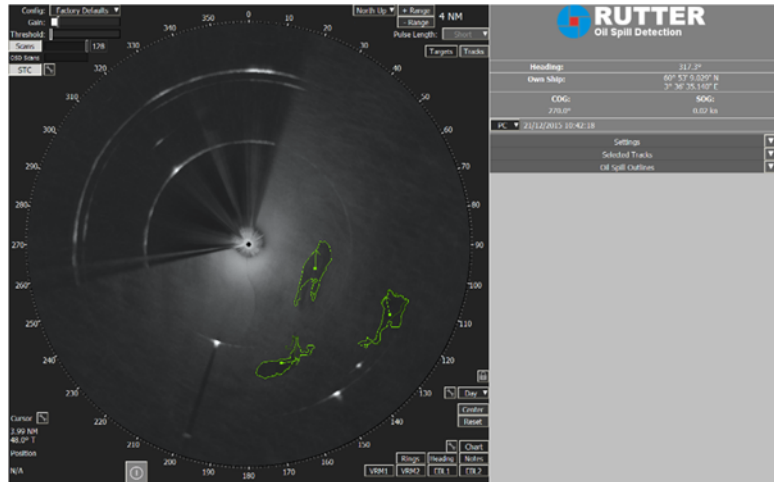 Config: Factory Defaults
Gain:
Threshold:
Scans 128
OSD Scans
STC
North Up + Range
- Range
4 NM
Pulse Length: Short
Targets Tracks
340
350
0
10
20
30
40
50
60
70
80
90
100
110
120
130
140
150
160
170
180
190
200
210
220
230
240
250
260
270
280
290
300
310
320
330
Cursor
3.99 NM
48.0° T
Position
N/A
Day
Center
Reset
Chart
Rings Heading Notes
VRM1 VRM2 EBL1 EBL2
RUTTER
Oil Spill Detection
Heading: 317.3°
Own Ship: 60° 53' 9.029" N
3° 36' 35.140" E
COG: SOG:
270.0° 0.02 kn
PC 21/12/2015 10:42:18
Settings
Selected Tracks
Oil Spill Outlines